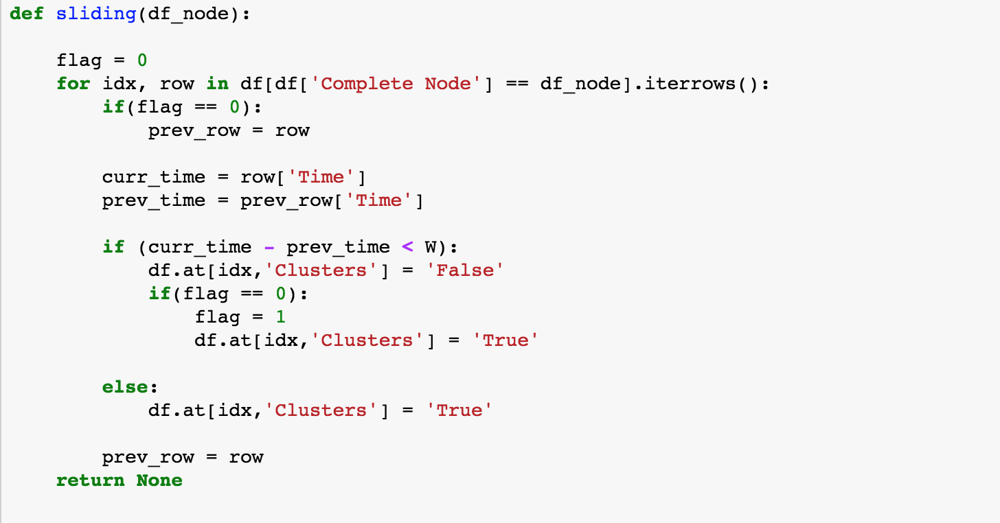 def sliding(df_node):
    flag = 0
    for idx, row in df[df['Complete Node'] == df_node].iterrows():
        if(flag == 0):
            prev_row = row
        curr_time = row['Time']
        prev_time = prev_row['Time']
        if (curr_time - prev_time < W):
            df.at[idx,'Clusters'] = 'False'
            if(flag == 0):
                flag = 1
                df.at[idx,'Clusters'] = 'True'
        else:
            df.at[idx,'Clusters'] = 'True'
        prev_row = row
    return None